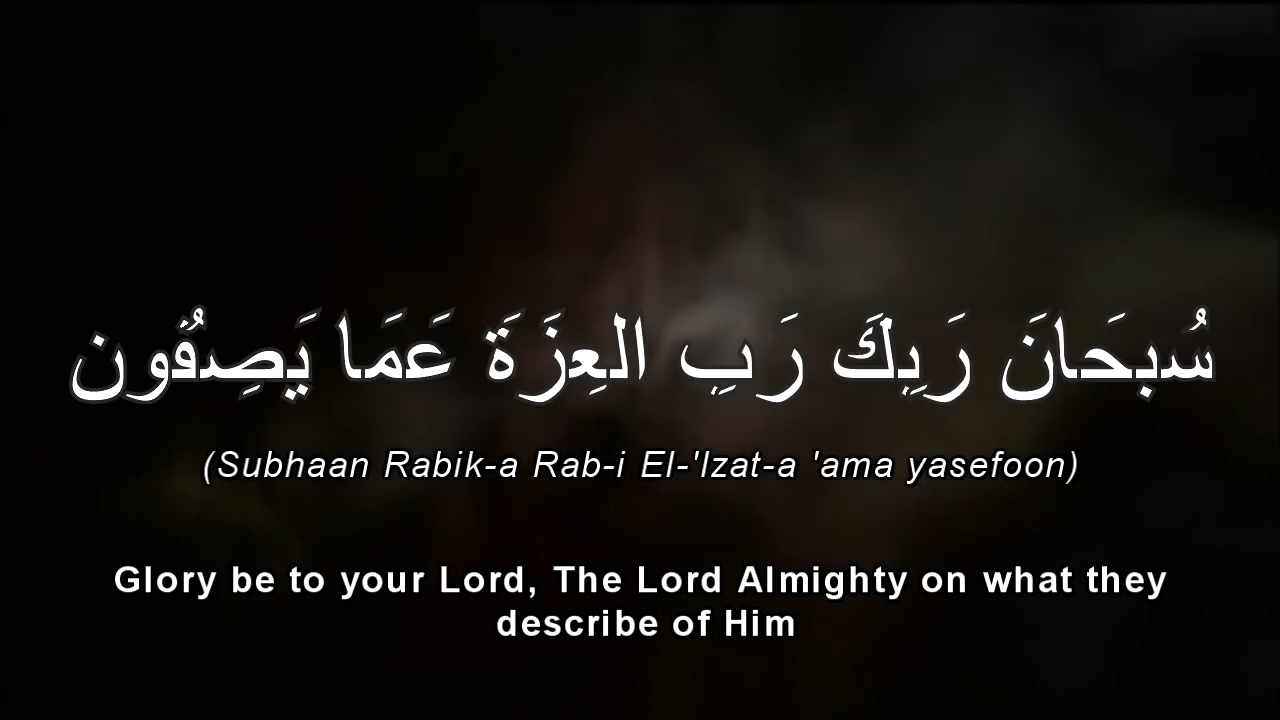 سُبحَانَ رَبِكَ رَبِ العِزَةَ عَمَا يَصِفُون
(Subhaan Rabik-a Rab-i El-'Izat-a 'ama yasefoon)
Glory be to your Lord, The Lord Almighty on what they
describe of Him